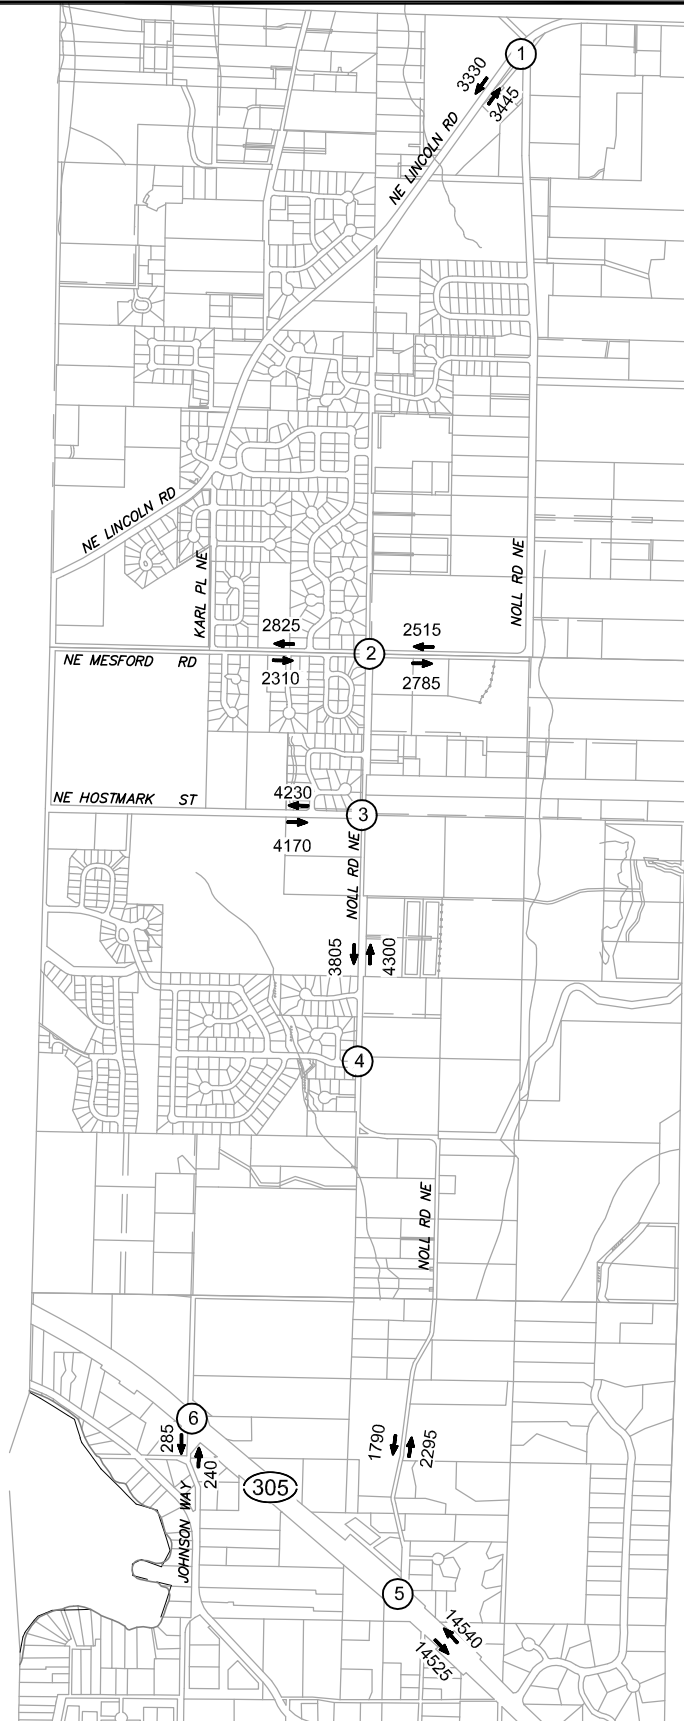 1
3330
3445
NE LINCOLN RD
NE LINCOLN RD
KARL PL NE
NOLL RD NE
2825
2515
2
NE MESFORD RD
2310
2785
4230
NE HOSTMARK ST
3
4170
NOLL RD NE
3805
4300
4
NOLL RD NE
6
285
240
1790
2295
305
JOHNSON WAY
5
14540
14525